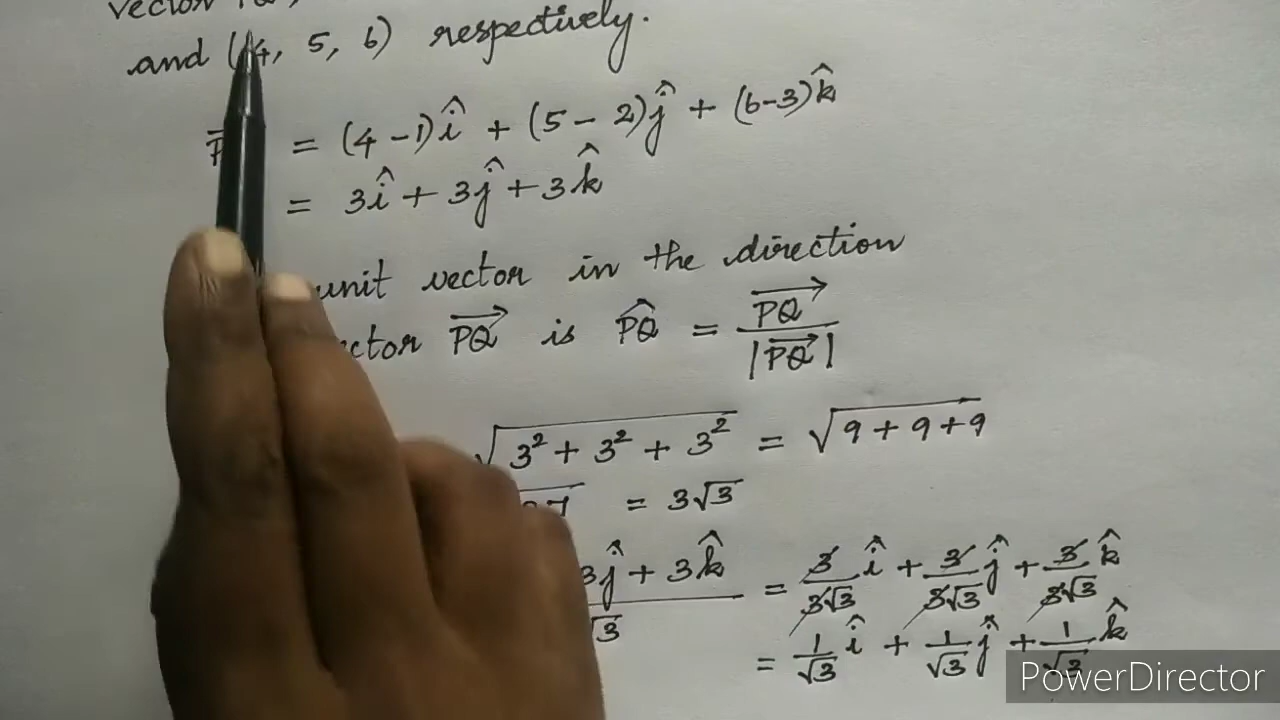 vector
and (4, 5, 6) respectively.
= (4-1)î + (5-2)ĵ + (6-3)k̂
= 3î + 3ĵ + 3k̂
unit vector in the direction
PQ⃗ is P̂Q = PQ⃗ / |PQ⃗|
√(3² + 3² + 3²) = √(9+9+9)
= 3√3
3ĵ + 3k̂ / √3 = 3/(3√3) î + 3/(3√3) ĵ + 3/(3√3) k̂
= 1/√3 î + 1/√3 ĵ + 1/√3 k̂
PowerDirector